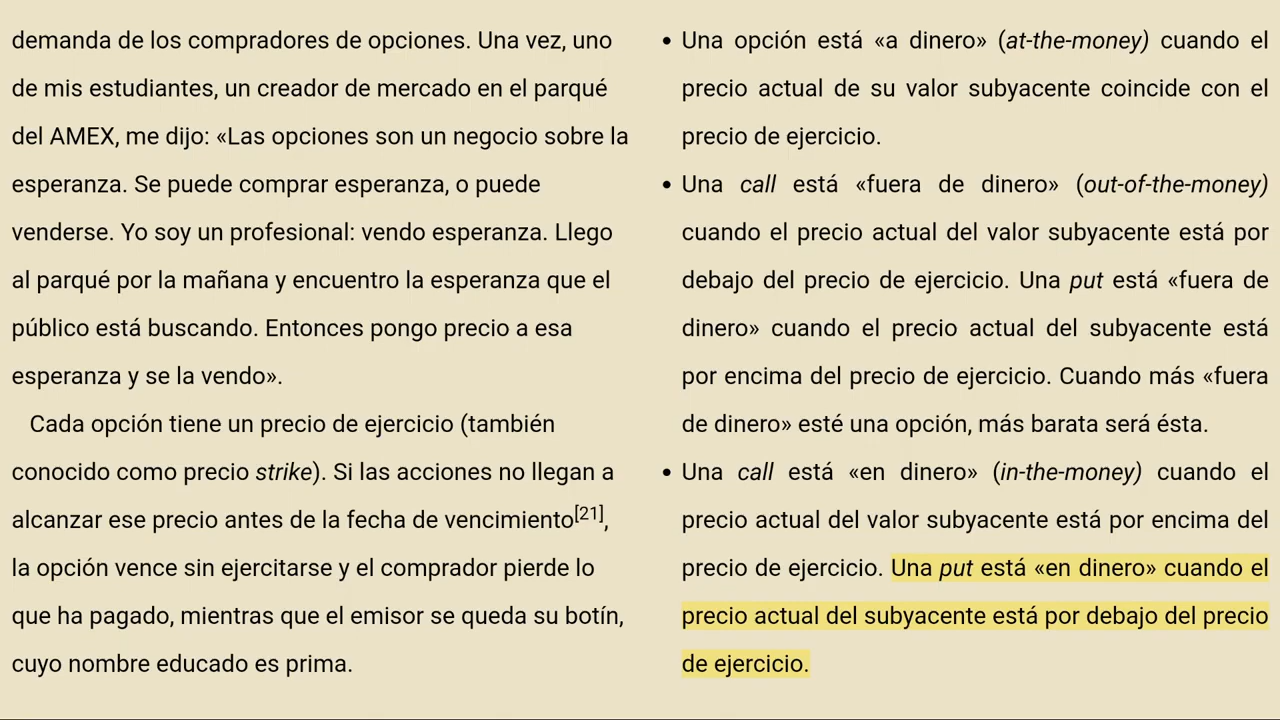 demanda de los compradores de opciones. Una vez, uno
de mis estudiantes, un creador de mercado en el parqué
del AMEX, me dijo: «Las opciones son un negocio sobre la
esperanza. Se puede comprar esperanza, o puede
venderse. Yo soy un profesional: vendo esperanza. Llego
al parqué por la mañana y encuentro la esperanza que el
público está buscando. Entonces pongo precio a esa
esperanza y se la vendo».
Cada opción tiene un precio de ejercicio (también
conocido como precio strike). Si las acciones no llegan a
alcanzar ese precio antes de la fecha de vencimiento[21],
la opción vence sin ejercitarse y el comprador pierde lo
que ha pagado, mientras que el emisor se queda su botín,
cuyo nombre educado es prima.
• Una opción está «a dinero» (at-the-money) cuando el
precio actual de su valor subyacente coincide con el
precio de ejercicio.
• Una call está «fuera de dinero» (out-of-the-money)
cuando el precio actual del valor subyacente está por
debajo del precio de ejercicio. Una put está «fuera de
dinero» cuando el precio actual del subyacente está
por encima del precio de ejercicio. Cuando más «fuera
de dinero» esté una opción, más barata será ésta.
• Una call está «en dinero» (in-the-money) cuando el
precio actual del valor subyacente está por encima del
precio de ejercicio. Una put está «en dinero» cuando el
precio actual del subyacente está por debajo del precio
de ejercicio.